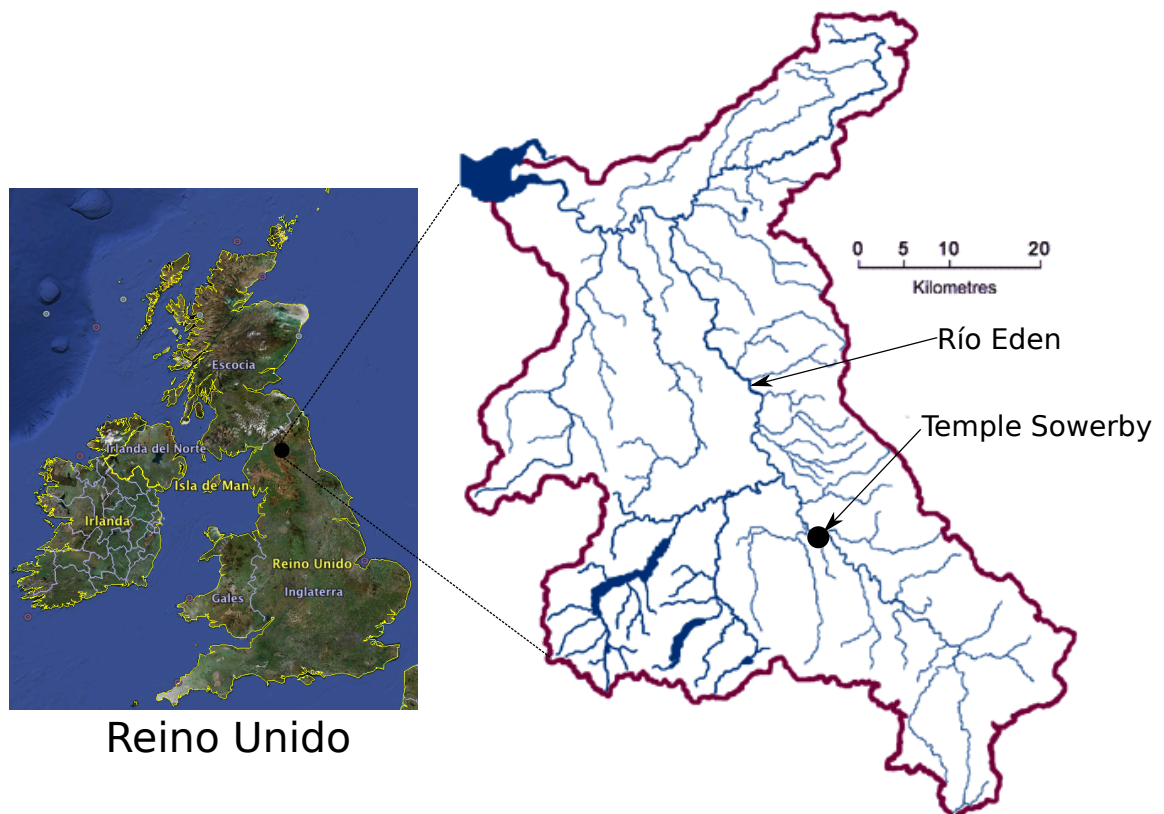 Escocia
Irlanda del Norte
Isla de Man
Irlanda
Reino Unido
Gales
Inglaterra
Reino Unido
0 5 10 20
Kilometres
Río Eden
Temple Sowerby